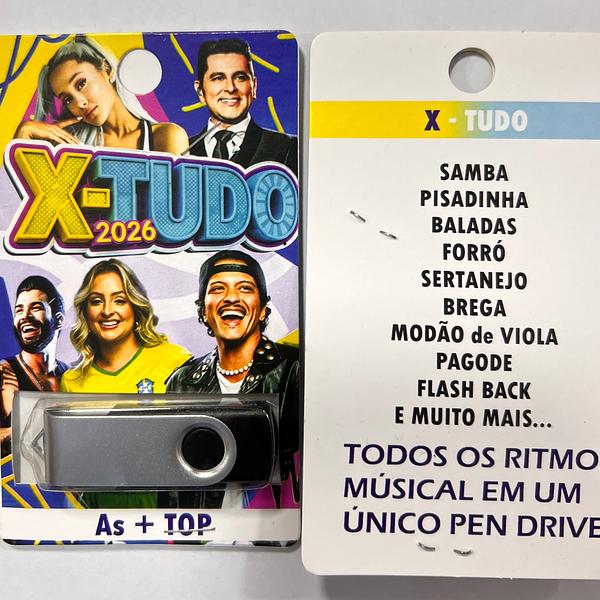 X-TUDO
2026
As + TOP
X - TUDO
SAMBA
PISADINHA
BALADAS
FORRÓ
SERTANEJO
BREGA
MODÃO de VIOLA
PAGODE
FLASH BACK
E MUITO MAIS...
TODOS OS RITMO
MÚSICAL EM UM
ÚNICO PEN DRIVE